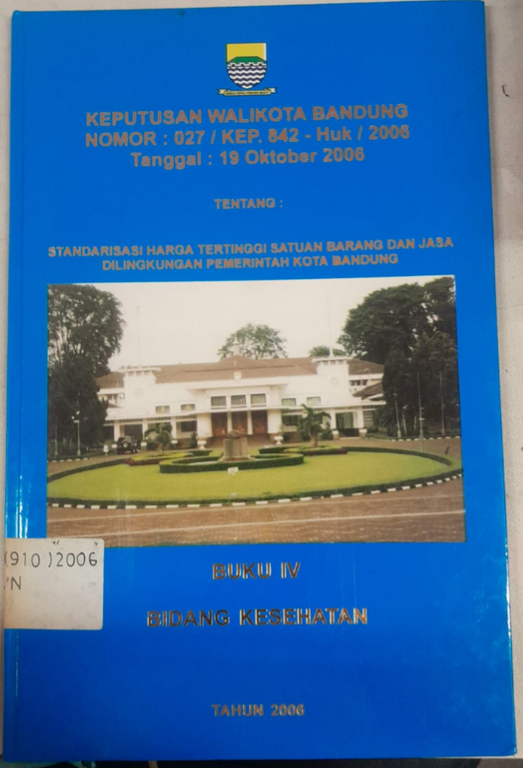 KEPUTUSAN WALIKOTA BANDUNG
NOMOR : 027 / KEP. 842 - Huk / 2006
Tanggal : 19 Oktober 2006
TENTANG :
STANDARISASI HARGA TERTINGGI SATUAN BARANG DAN JASA
DILINGKUNGAN PEMERINTAH KOTA BANDUNG
(910)2006
'N
BUKU IV
BIDANG KESEHATAN
TAHUN 2006